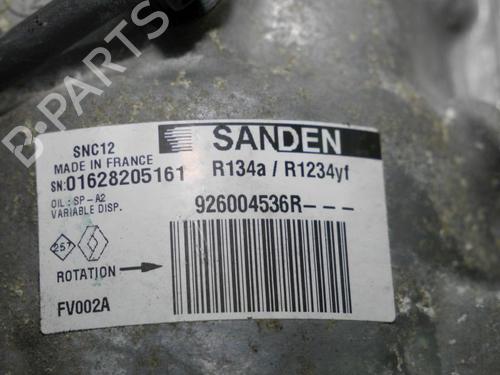 B-PARTS
SANDEN
SNC12
MADE IN FRANCE
SN:01628205161
R134a / R1234yf
OIL : SP-A2
VARIABLE DISP.
926004536R---
257
ROTATION
FV002A